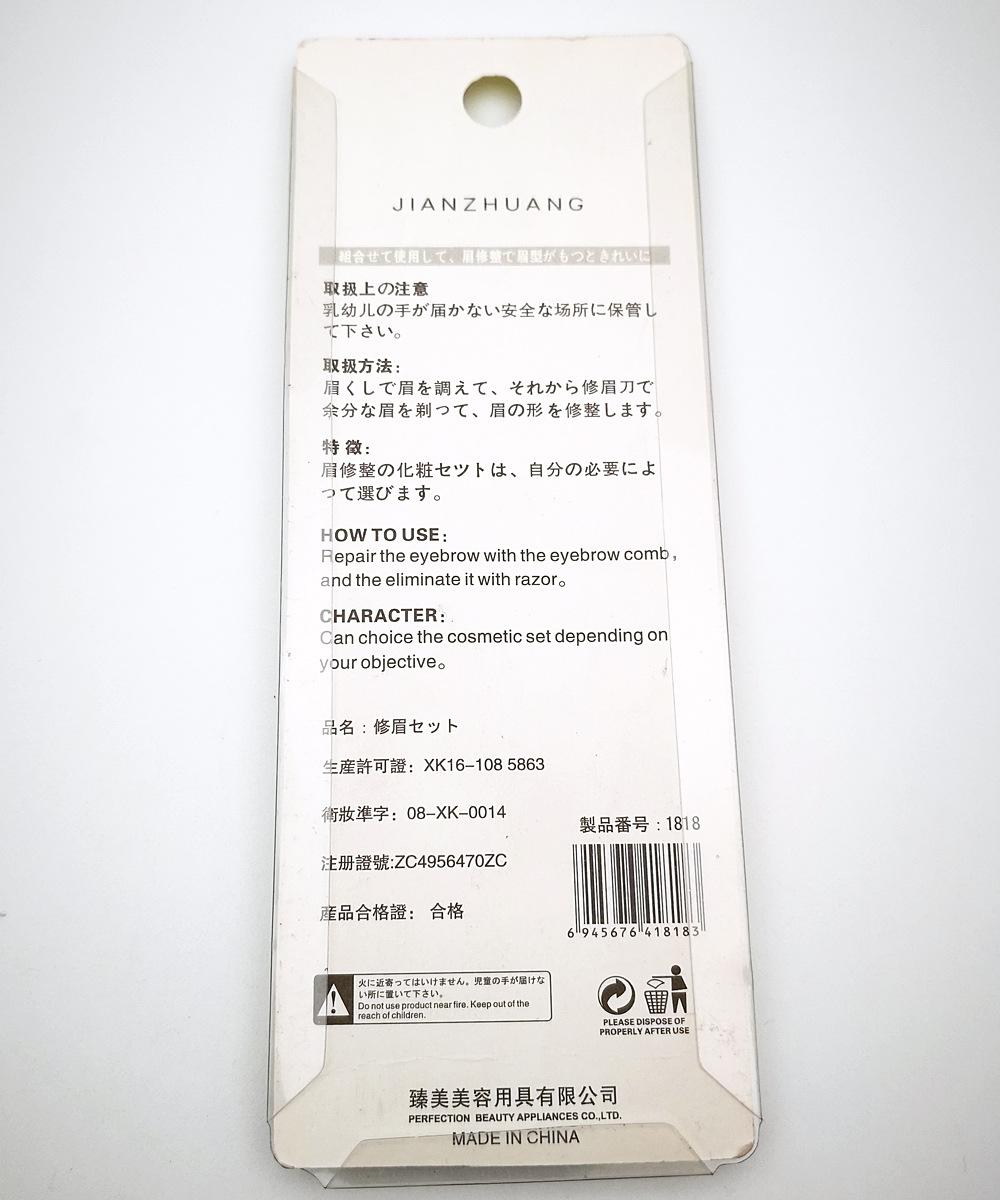 JIANZHUANG
組合せて使用して、眉修整で眉型がもつときれいに
取扱上の注意
乳幼儿の手が届かない安全な場所に保管し
て下さい。
取扱方法：
眉くしで眉を調えて、それから修眉刀で
余分な眉を剃つて、眉の形を修整します。
特徵：
眉修整の化粧セツトは、自分の必要によ
つて選びます。
HOW TO USE：
Repair the eyebrow with the eyebrow comb，
and the eliminate it with razor。
CHARACTER：
Can choice the cosmetic set depending on
your objective。
品名：修眉セット
生産許可證：XK16-108 5863
衛妝準字：08-XK-0014
製品番号：1818
注册證號:ZC4956470ZC
産品合格證：合格
6 945676 418183
火に近寄ってはいけません。児童の手が届けな
い所に置いて下さい。
Do not use product near fire. Keep out of the
reach of children.
PLEASE DISPOSE OF
PROPERLY AFTER USE
臻美美容用具有限公司
PERFECTION BEAUTY APPLIANCES CO.,LTD.
MADE IN CHINA